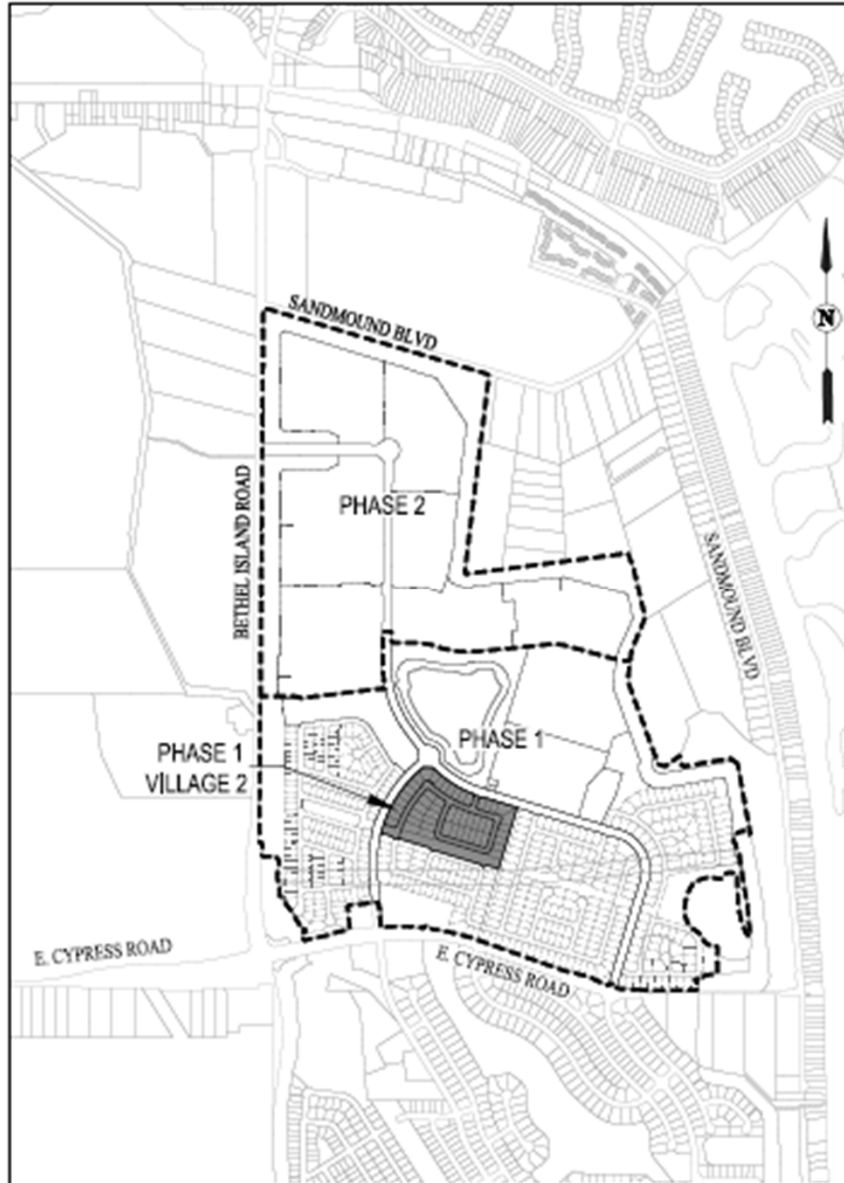 SANDMOUND BLVD
N
PHASE 2
BETHEL ISLAND ROAD
SANDMOUND BLVD
PHASE 1
PHASE 1
VILLAGE 2
E. CYPRESS ROAD
E. CYPRESS ROAD